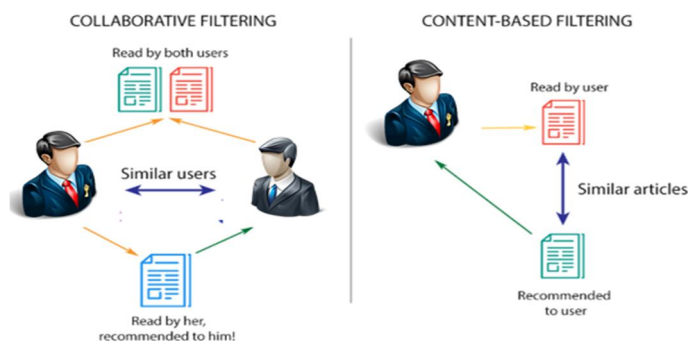 COLLABORATIVE FILTERING
Read by both users
Similar users
Read by her,
recommended to him!
CONTENT-BASED FILTERING
Read by user
Similar articles
Recommended
to user